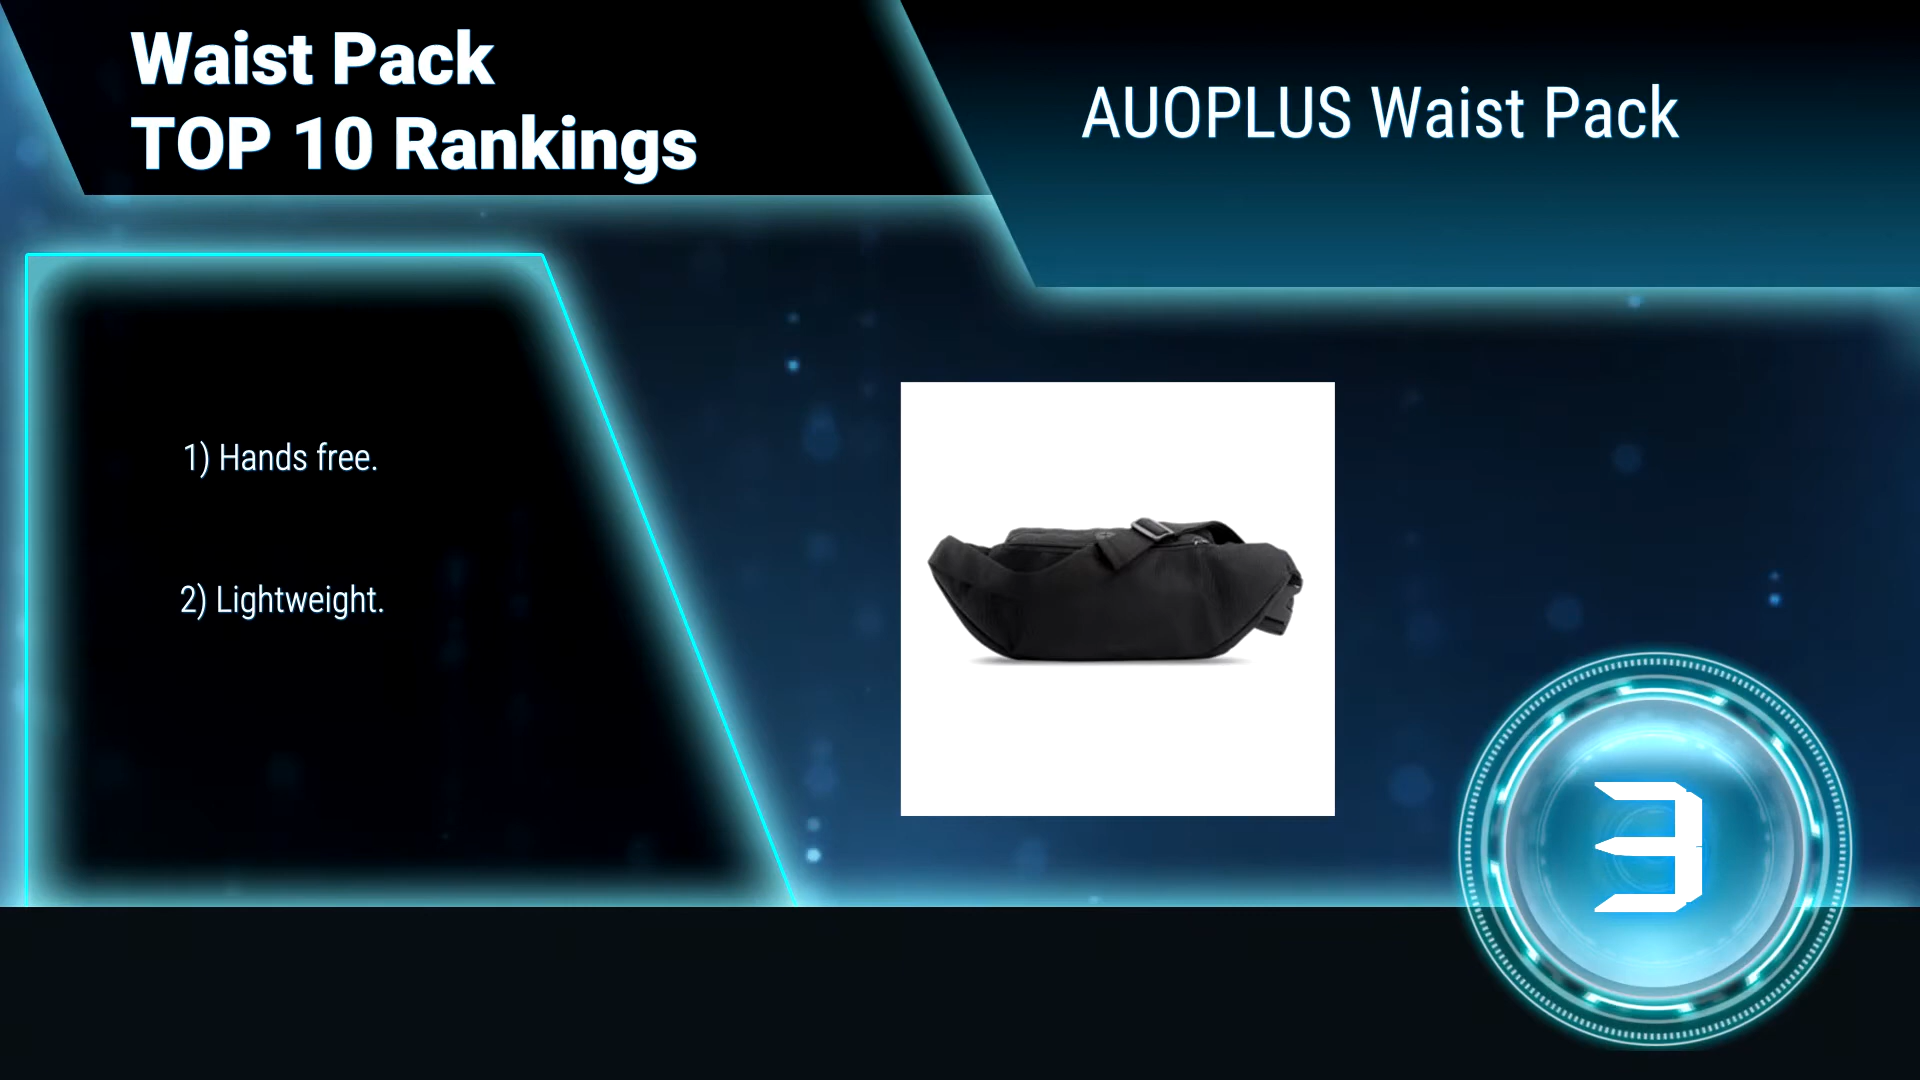 Waist Pack
TOP 10 Rankings
AUOPLUS Waist Pack
1) Hands free.
2) Lightweight.
3